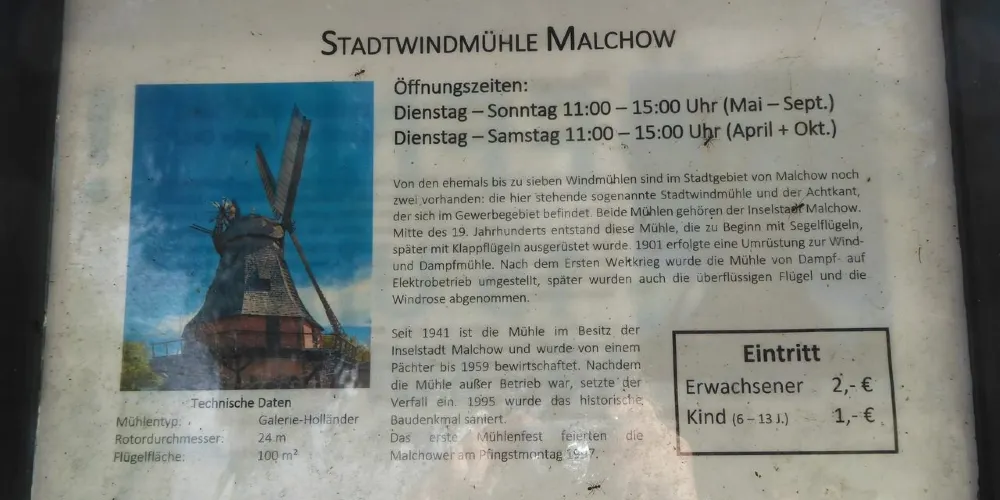 STADTWINDMÜHLE MALCHOW
Öffnungszeiten:
Dienstag – Sonntag 11:00 – 15:00 Uhr (Mai – Sept.)
Dienstag – Samstag 11:00 – 15:00 Uhr (April + Okt.)
Von den ehemals bis zu sieben Windmühlen sind im Stadtgebiet von Malchow noch
zwei vorhanden: die hier stehende sogenannte Stadtwindmühle und der Achtkant,
der sich im Gewerbegebiet befindet. Beide Mühlen gehören der Inselstadt Malchow.
Mitte des 19. Jahrhunderts entstand diese Mühle, die zu Beginn mit Segelflügeln,
später mit Klappflügeln ausgerüstet wurde. 1901 erfolgte eine Umrüstung zur Wind-
und Dampfmühle. Nach dem Ersten Weltkrieg wurde die Mühle von Dampf- auf
Elektrobetrieb umgestellt, später wurden auch die überflüssigen Flügel und die
Windrose abgenommen.
Seit 1941 ist die Mühle im Besitz der
Inselstadt Malchow und wurde von einem
Pächter bis 1959 bewirtschaftet. Nachdem
die Mühle außer Betrieb war, setzte der
Verfall ein. 1995 wurde das historische
Baudenkmal saniert.
Das erste Mühlenfest feierten die
Malchower am Pfingstmontag
Technische Daten
Mühlentyp: Galerie-Holländer
Rotordurchmesser: 24 m
Flügelfläche: 100 m²
Eintritt
Erwachsener 2,- €
Kind (6 – 13 J.) 1,- €